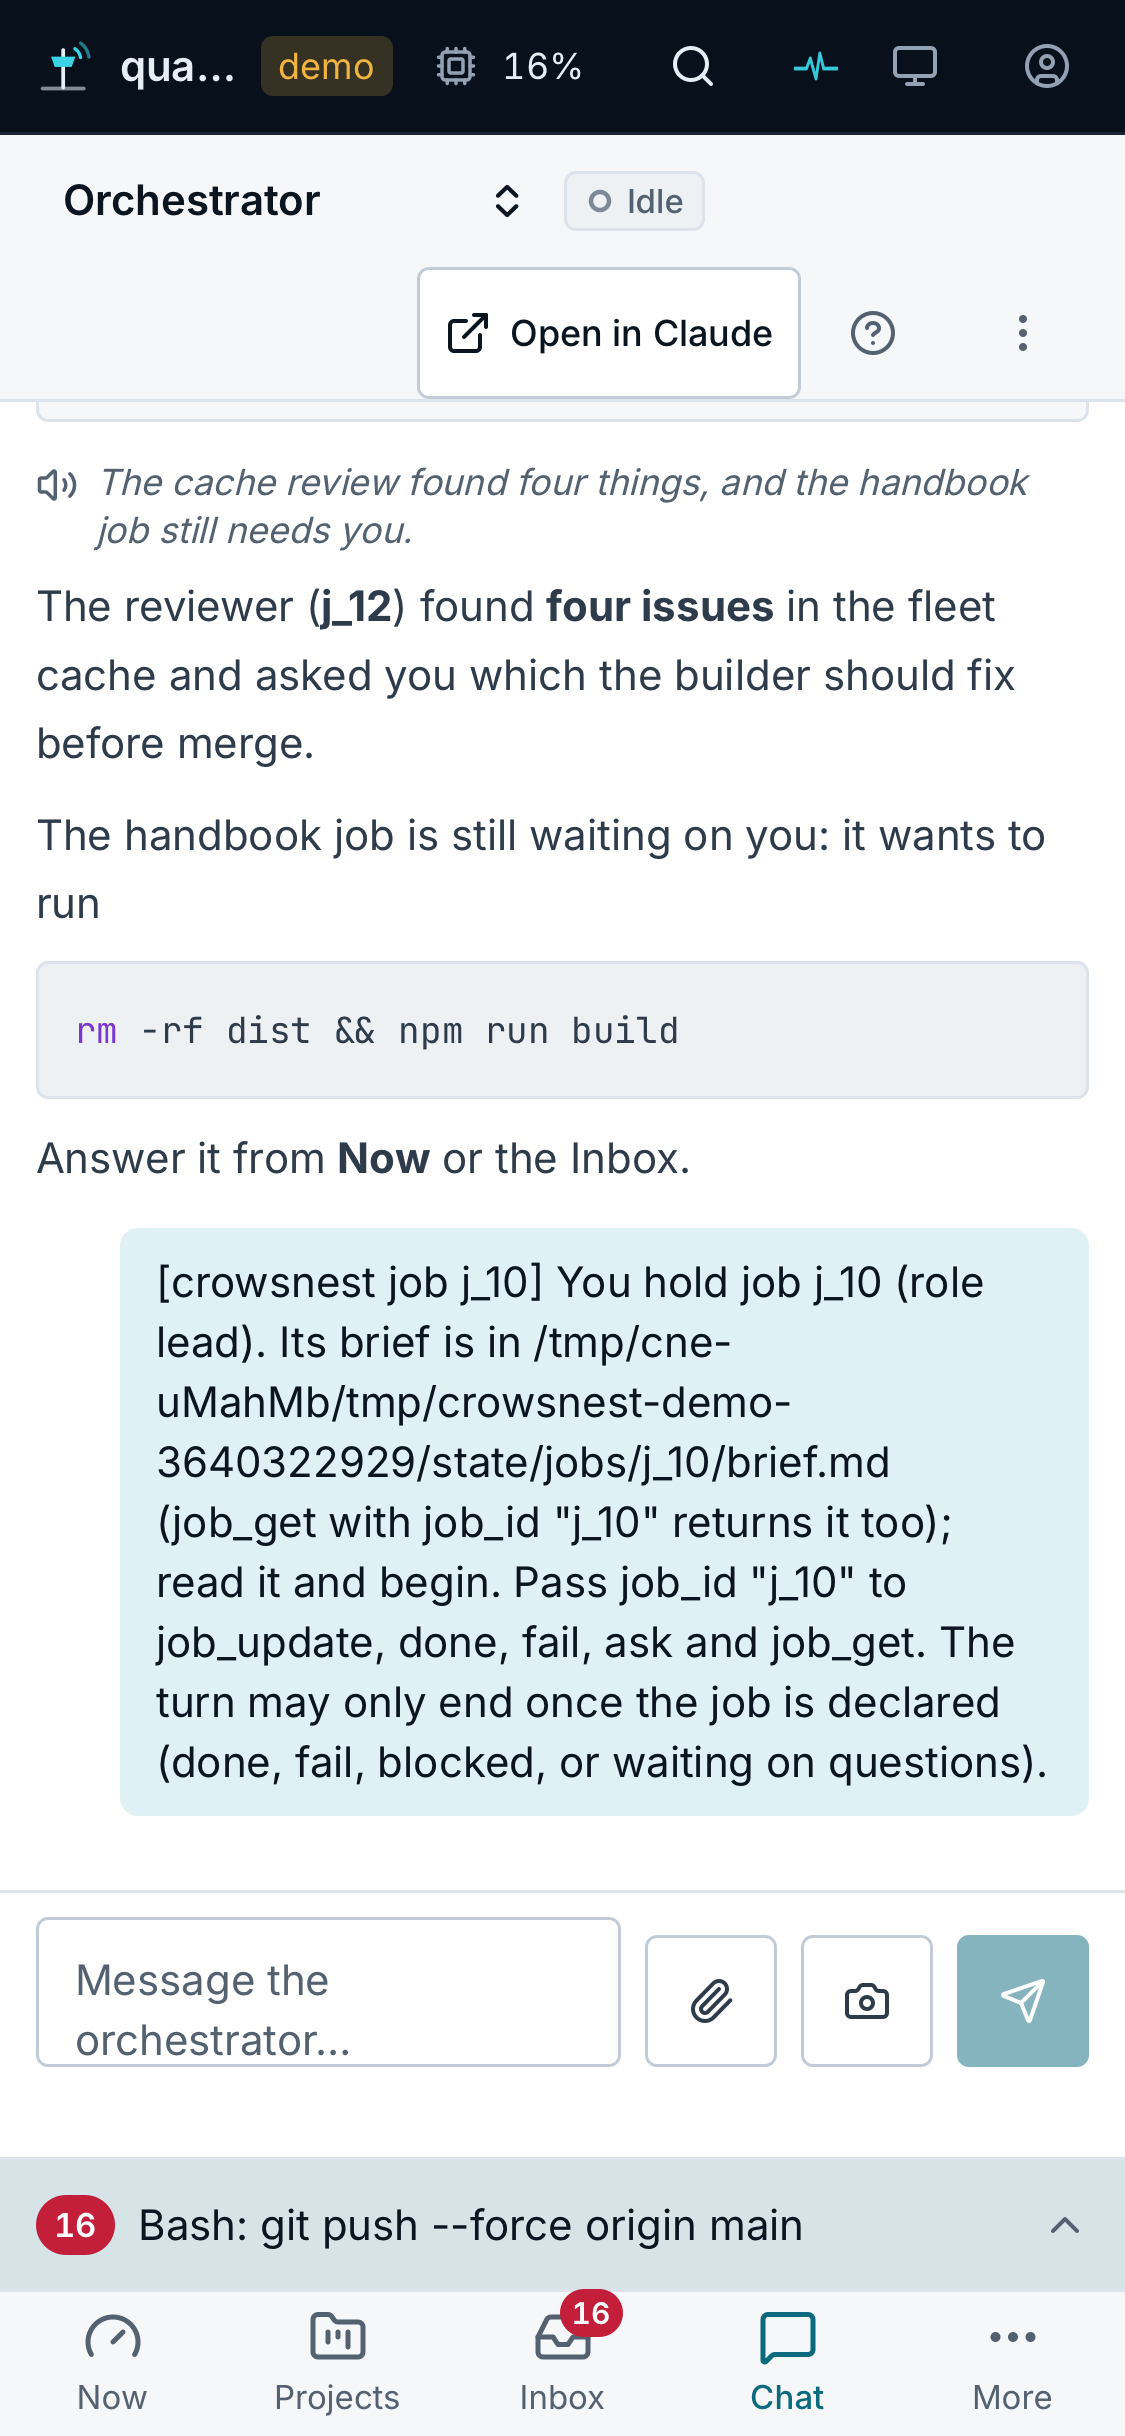 qua...
demo
16%
Orchestrator
Idle
Open in Claude
The cache review found four things, and the handbook
job still needs you.
The reviewer (j_12) found four issues in the fleet
cache and asked you which the builder should fix
before merge.
The handbook job is still waiting on you: it wants to
run
rm -rf dist && npm run build
Answer it from Now or the Inbox.
[crowsnest job j_10] You hold job j_10 (role
lead). Its brief is in /tmp/cne-
uMahMb/tmp/crowsnest-demo-
3640322929/state/jobs/j_10/brief.md
(job_get with job_id "j_10" returns it too);
read it and begin. Pass job_id "j_10" to
job_update, done, fail, ask and job_get. The
turn may only end once the job is declared
(done, fail, blocked, or waiting on questions).
Message the
orchestrator...
16
Bash: git push --force origin main
16
Now
Projects
Inbox
Chat
More